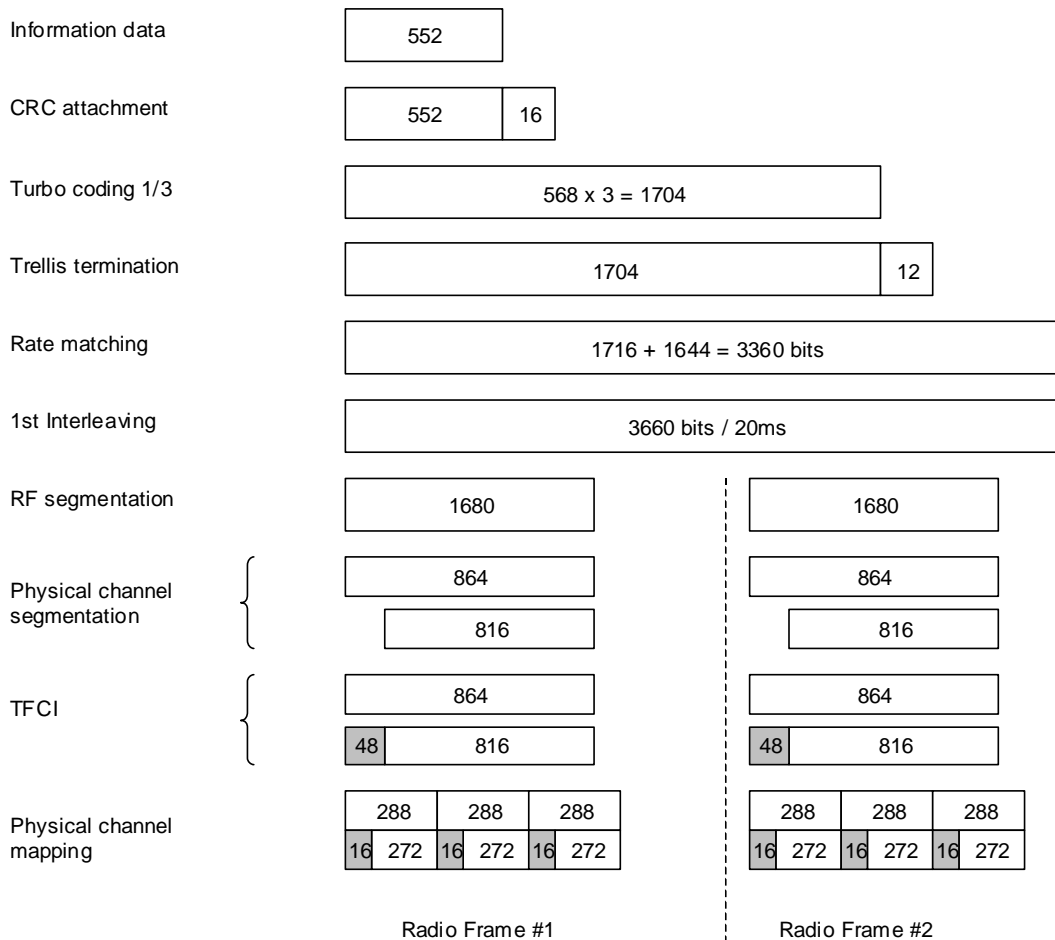 Information data
552
CRC attachment
552 16
Turbo coding 1/3
568 x 3 = 1704
Trellis termination
1704 12
Rate matching
1716 + 1644 = 3360 bits
1st Interleaving
3660 bits / 20ms
RF segmentation
1680 1680
Physical channel
segmentation
864 864
816 816
TFCI
864 864
48 816 48 816
Physical channel
mapping
288 288 288 288 288 288
16 272 16 272 16 272 16 272 16 272 16 272
Radio Frame #1 Radio Frame #2